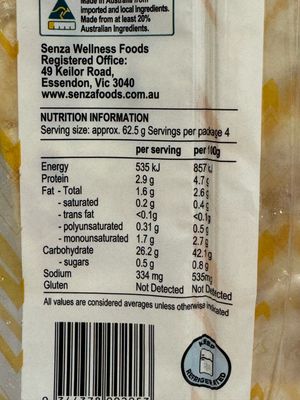 Made in Australia from
imported and local Ingredients.
Made from at least 20%
Australian Ingredients.
Senza Wellness Foods
Registered Office:
49 Keilor Road,
Essendon, Vic 3040
www.senzafoods.com.au
NUTRITION INFORMATION
Serving size: approx. 62.5 g Servings per package 4
per serving per 100g
Energy 535 kJ 857 kJ
Protein 2.9 g 4.7 g
Fat - Total 1.6 g 2.6 g
- saturated 0.2 g 0.4 g
- trans fat <0.1g <0.1g
- polyunsaturated 0.31 g 0.5 g
- monounsaturated 1.7 g 2.7 g
Carbohydrate 26.2 g 42.1 g
- sugars 0.5 g 0.8 g
Sodium 334 mg 535mg
Gluten Not Detected Not Detected
All values are considered averages unless otherwise indicated
KEEP
REFRIGERATED